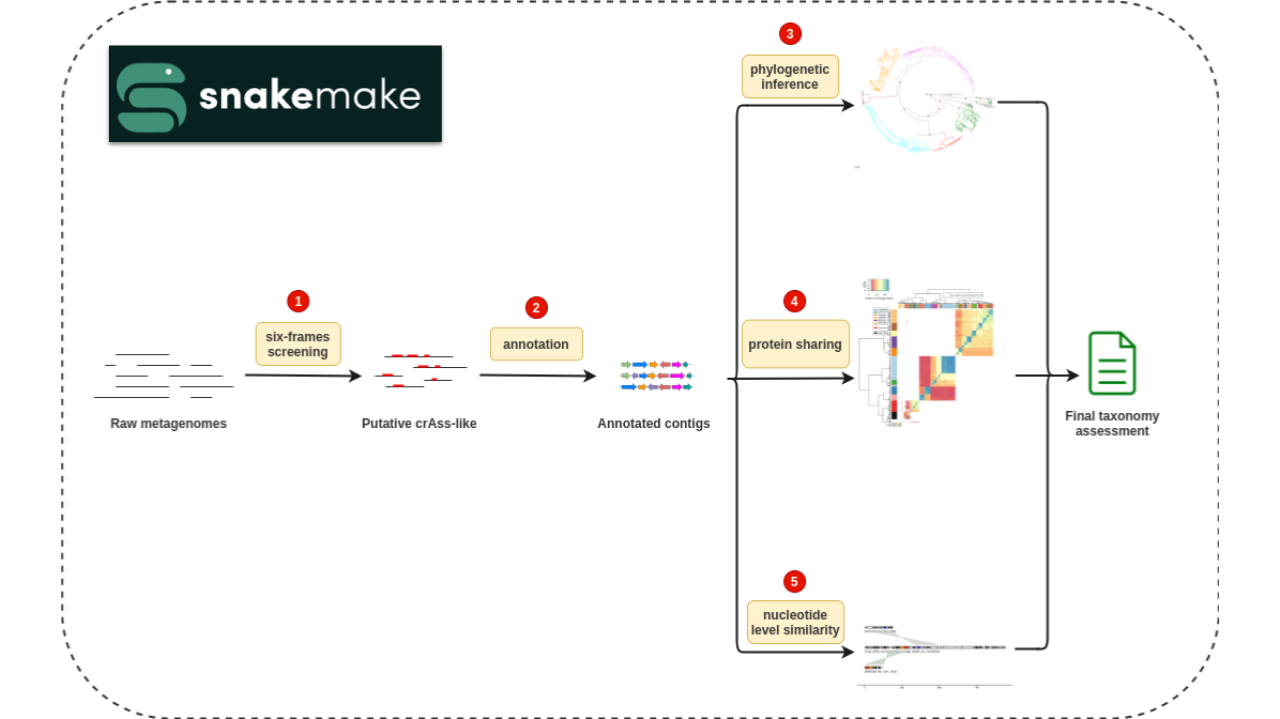 snakemake
3
phylogenetic
inference
1
six-frames
screening
2
annotation
4
protein sharing
Raw metagenomes
Putative crAss-like
Annotated contigs
Final taxonomy
assessment
5
nucleotide
level similarity